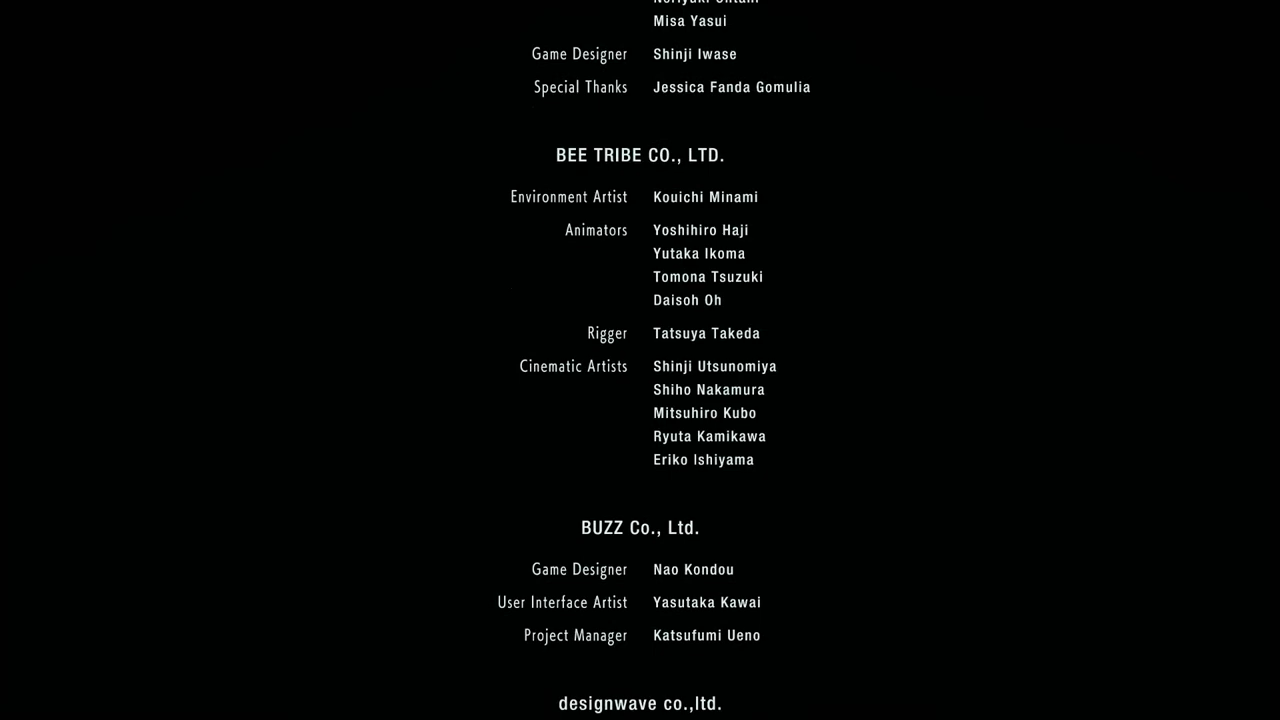 Misa Yasui
Game Designer Shinji Iwase
Special Thanks Jessica Fanda Gomulia
BEE TRIBE CO., LTD.
Environment Artist Kouichi Minami
Animators Yoshihiro Haji
Yutaka Ikoma
Tomona Tsuzuki
Daisoh Oh
Rigger Tatsuya Takeda
Cinematic Artists Shinji Utsunomiya
Shiho Nakamura
Mitsuhiro Kubo
Ryuta Kamikawa
Eriko Ishiyama
BUZZ Co., Ltd.
Game Designer Nao Kondou
User Interface Artist Yasutaka Kawai
Project Manager Katsufumi Ueno
designwave co.,ltd.